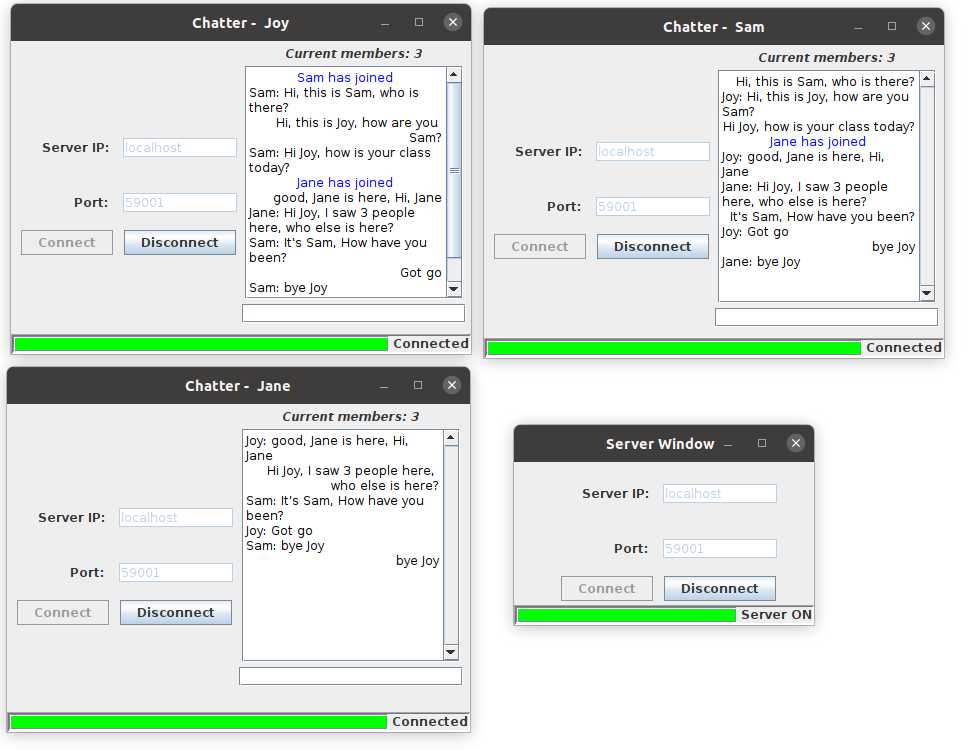 Chatter -  Joy
Current members: 3
Sam has joined
Sam: Hi, this is Sam, who is
there?
Hi, this is Joy, how are you
Sam?
Sam: Hi Joy, how is your class
today?
Jane has joined
good, Jane is here, Hi, Jane
Jane: Hi Joy, I saw 3 people
here, who else is here?
Sam: It's Sam, How have you
been?
Got go
Sam: bye Joy
Server IP: localhost
Port: 59001
Connect Disconnect
Connected
Chatter -  Sam
Current members: 3
Hi, this is Sam, who is there?
Joy: Hi, this is Joy, how are you
Sam?
Hi Joy, how is your class today?
Jane has joined
Joy: good, Jane is here, Hi,
Jane
Jane: Hi Joy, I saw 3 people
here, who else is here?
It's Sam, How have you been?
Joy: Got go
bye Joy
Jane: bye Joy
Server IP: localhost
Port: 59001
Connect Disconnect
Connected
Chatter -  Jane
Current members: 3
Joy: good, Jane is here, Hi,
Jane
Hi Joy, I saw 3 people here,
who else is here?
Sam: It's Sam, How have you
been?
Joy: Got go
Sam: bye Joy
bye Joy
Server IP: localhost
Port: 59001
Connect Disconnect
Connected
Server Window
Server IP: localhost
Port: 59001
Connect Disconnect
Server ON